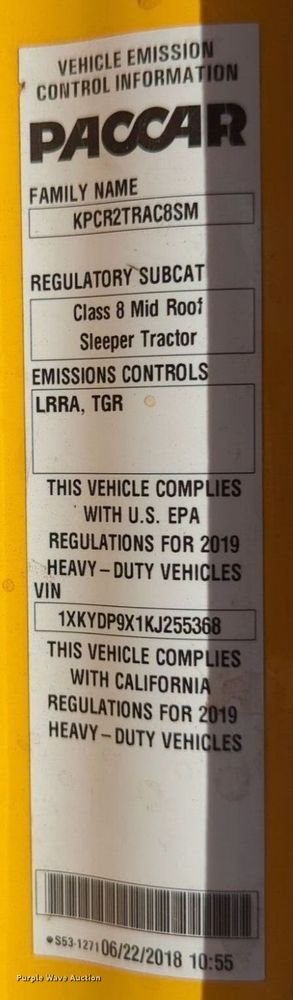 VEHICLE EMISSION
CONTROL INFORMATION
PACCAR
FAMILY NAME
KPCR2TRAC8SM
REGULATORY SUBCAT
Class 8 Mid Roof
Sleeper Tractor
EMISSIONS CONTROLS
LRRA, TGR
THIS VEHICLE COMPLIES
WITH U.S. EPA
REGULATIONS FOR 2019
HEAVY-DUTY VEHICLES
VIN
1XKYDP9X1KJ255368
THIS VEHICLE COMPLIES
WITH CALIFORNIA
REGULATIONS FOR 2019
HEAVY-DUTY VEHICLES
*S53-1271 06/22/2018 10:55
Purple Wave Auction